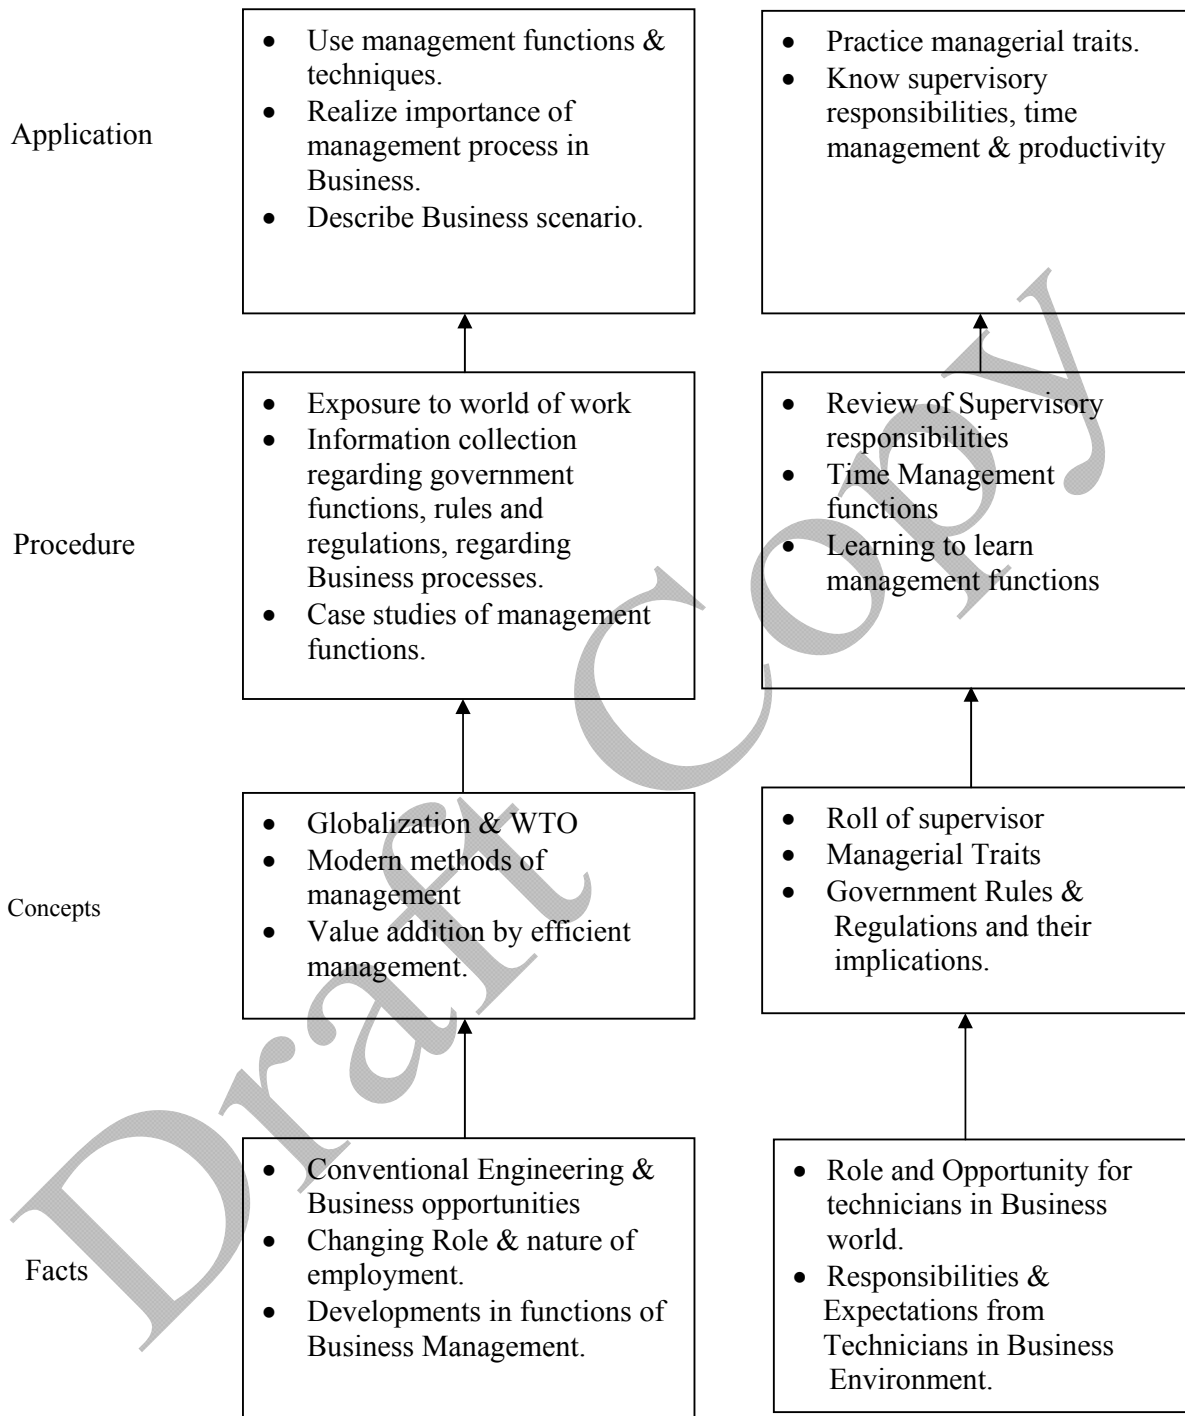 Application
• Use management functions &
techniques.
• Realize importance of
management process in
Business.
• Describe Business scenario.
• Practice managerial traits.
• Know supervisory
responsibilities, time
management & productivity
Procedure
• Exposure to world of work
• Information collection
regarding government
functions, rules and
regulations, regarding
Business processes.
• Case studies of management
functions.
• Review of Supervisory
responsibilities
• Time Management
functions
• Learning to learn
management functions
Concepts
• Globalization & WTO
• Modern methods of
management
• Value addition by efficient
management.
• Roll of supervisor
• Managerial Traits
• Government Rules &
Regulations and their
implications.
Facts
• Conventional Engineering &
Business opportunities
• Changing Role & nature of
employment.
• Developments in functions of
Business Management.
• Role and Opportunity for
technicians in Business
world.
• Responsibilities &
Expectations from
Technicians in Business
Environment.
Draft Copy